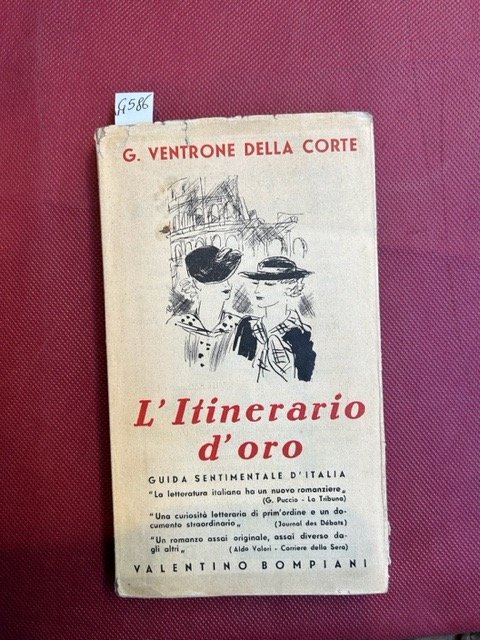 G586
G. VENTRONE DELLA CORTE
L'Itinerario
d'oro
GUIDA SENTIMENTALE D'ITALIA
"La letteratura italiana ha un nuovo romanziere„
(G. Puccio - La Tribuna)
"Una curiosità letteraria di prim'ordine e un do-
cumento straordinario„ (Journal des Débats)
"Un romanzo assai originale, assai diverso da-
gli altri„ (Aldo Valori - Corriere della Sera)
VALENTINO BOMPIANI